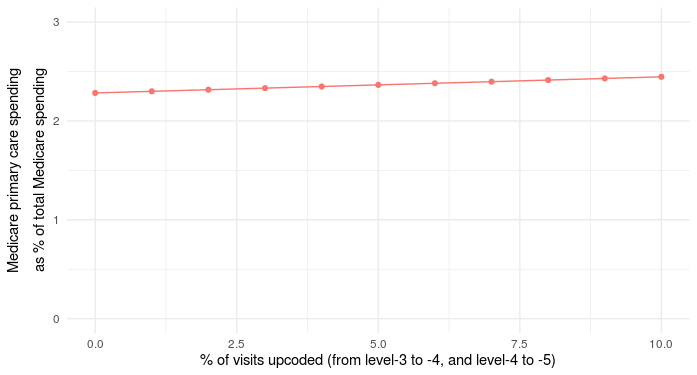 Medicare primary care spending
as % of total Medicare spending
3
2
1
0
0.0 2.5 5.0 7.5 10.0
% of visits upcoded (from level-3 to -4, and level-4 to -5)